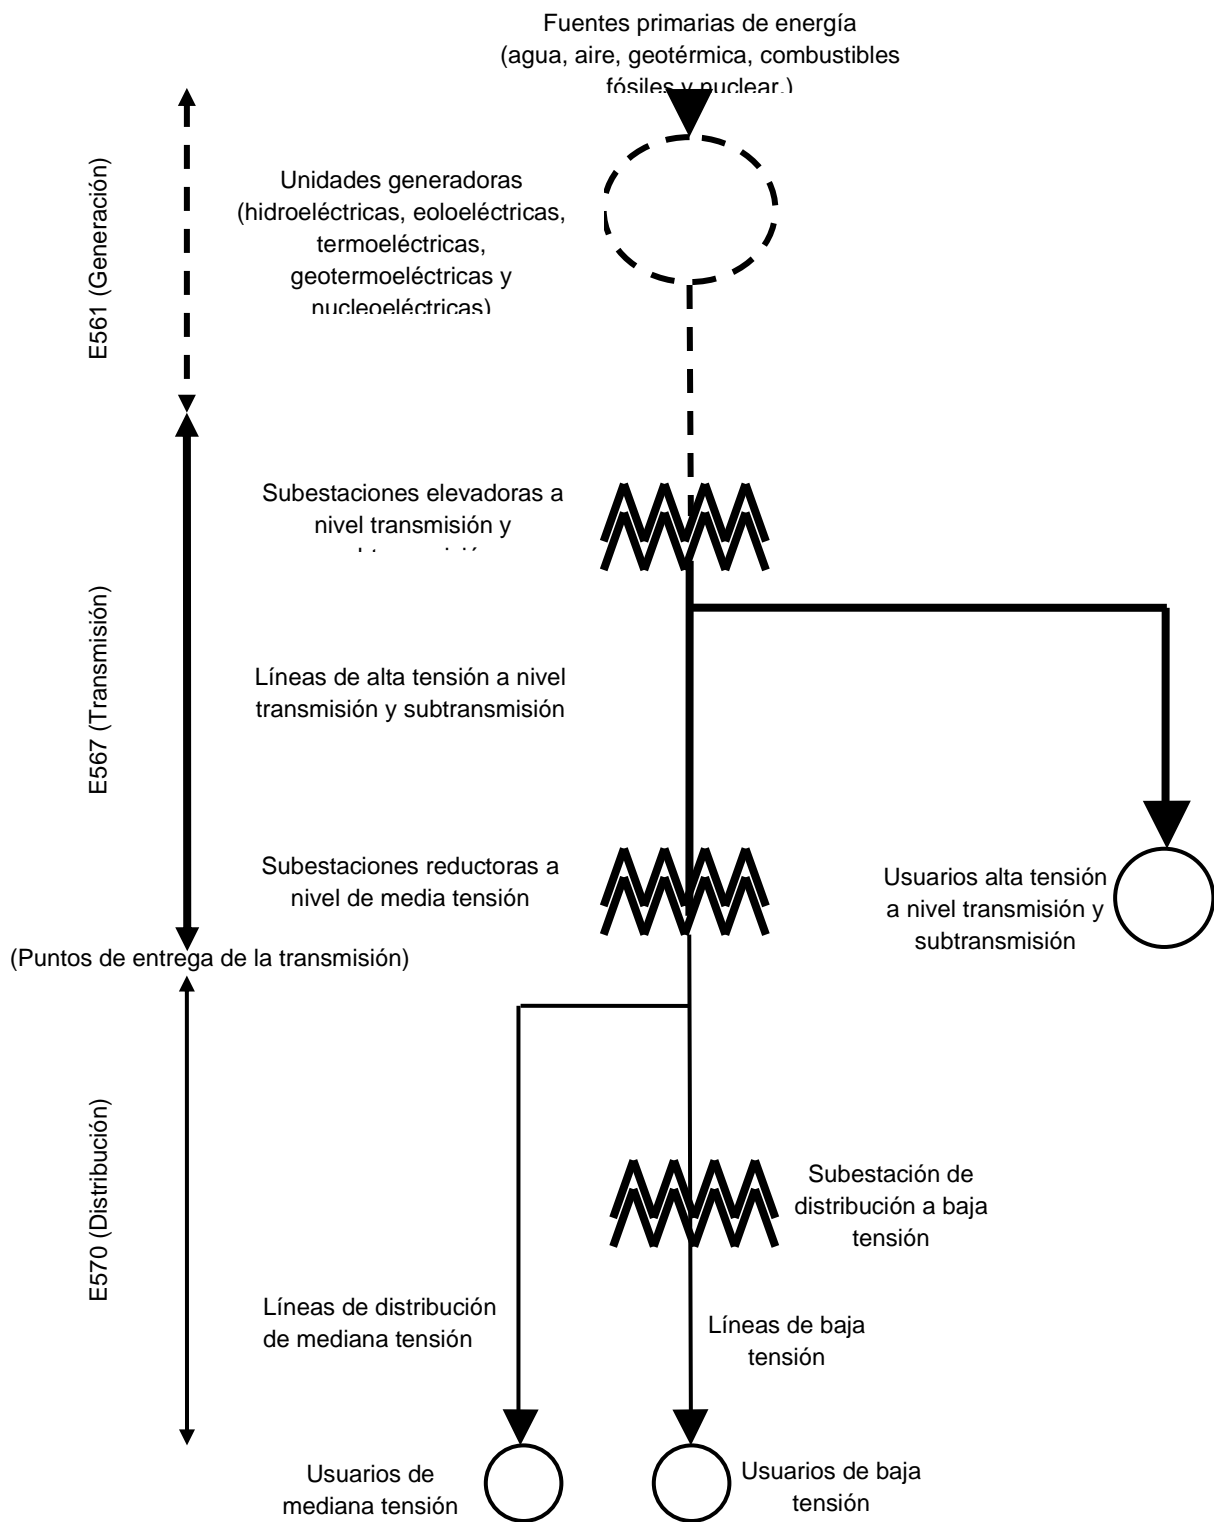 Fuentes primarias de energía
(agua, aire, geotérmica, combustibles
fósiles y nuclear.)
E561 (Generación)
Unidades generadoras
(hidroeléctricas, eoloeléctricas,
termoeléctricas,
geotermoeléctricas y
nucleoeléctricas)
Subestaciones elevadoras a
nivel transmisión y
E567 (Transmisión)
Líneas de alta tensión a nivel
transmisión y subtransmisión
Subestaciones reductoras a
nivel de media tensión
Usuarios alta tensión
a nivel transmisión y
subtransmisión
(Puntos de entrega de la transmisión)
E570 (Distribución)
Subestación de
distribución a baja
tensión
Líneas de distribución
de mediana tensión
Líneas de baja
tensión
Usuarios de
mediana tensión
Usuarios de baja
tensión